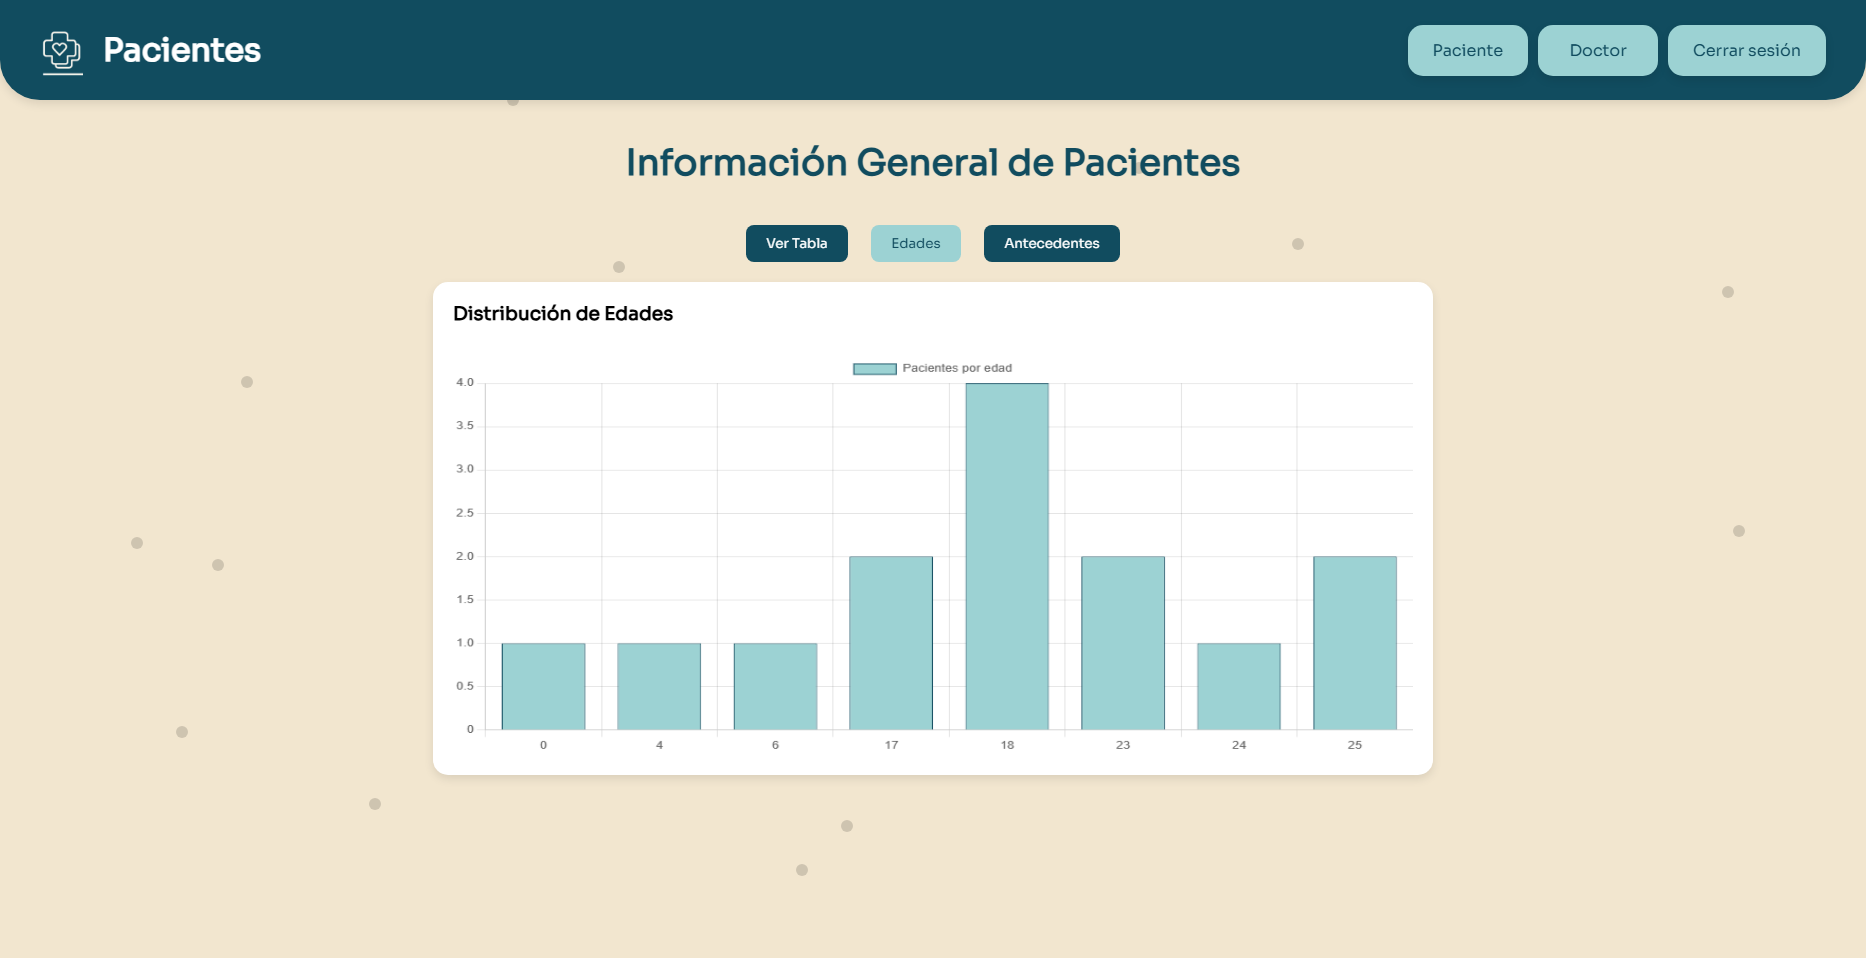 Pacientes
Paciente
Doctor
Cerrar sesión
Información General de Pacientes
Ver Tabla
Edades
Antecedentes
Distribución de Edades
Pacientes por edad
4.0
3.5
3.0
2.5
2.0
1.5
1.0
0.5
0
0 4 6 17 18 23 24 25